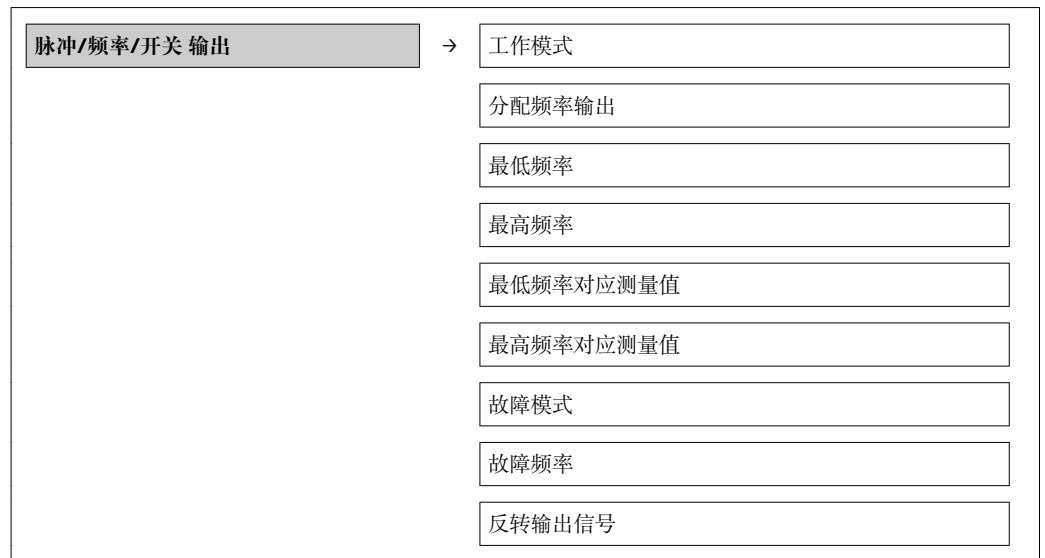 脉冲/频率/开关 输出 → 工作模式
分配频率输出
最低频率
最高频率
最低频率对应测量值
最高频率对应测量值
故障模式
故障频率
反转输出信号